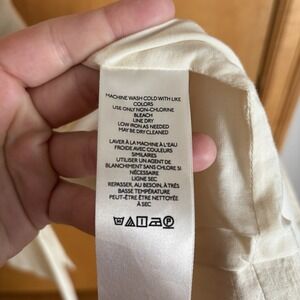 MACHINE WASH COLD WITH LIKE
COLORS
USE ONLY NON-CHLORINE
BLEACH
LINE DRY
LOW IRON AS NEEDED
MAY BE DRY CLEANED
LAVER À LA MACHINE À L'EAU
FROIDE AVEC COULEURS
SIMILAIRES
UTILISER UN AGENT DE
BLANCHIMENT SANS CHLORE SI
NÉCESSAIRE
LIGNE SEC
REPASSER, AU BESOIN, À TRÈS
BASSE TEMPÉRATURE
PEUT-ÊTRE ÊTRE NETTOYÉE
À SEC